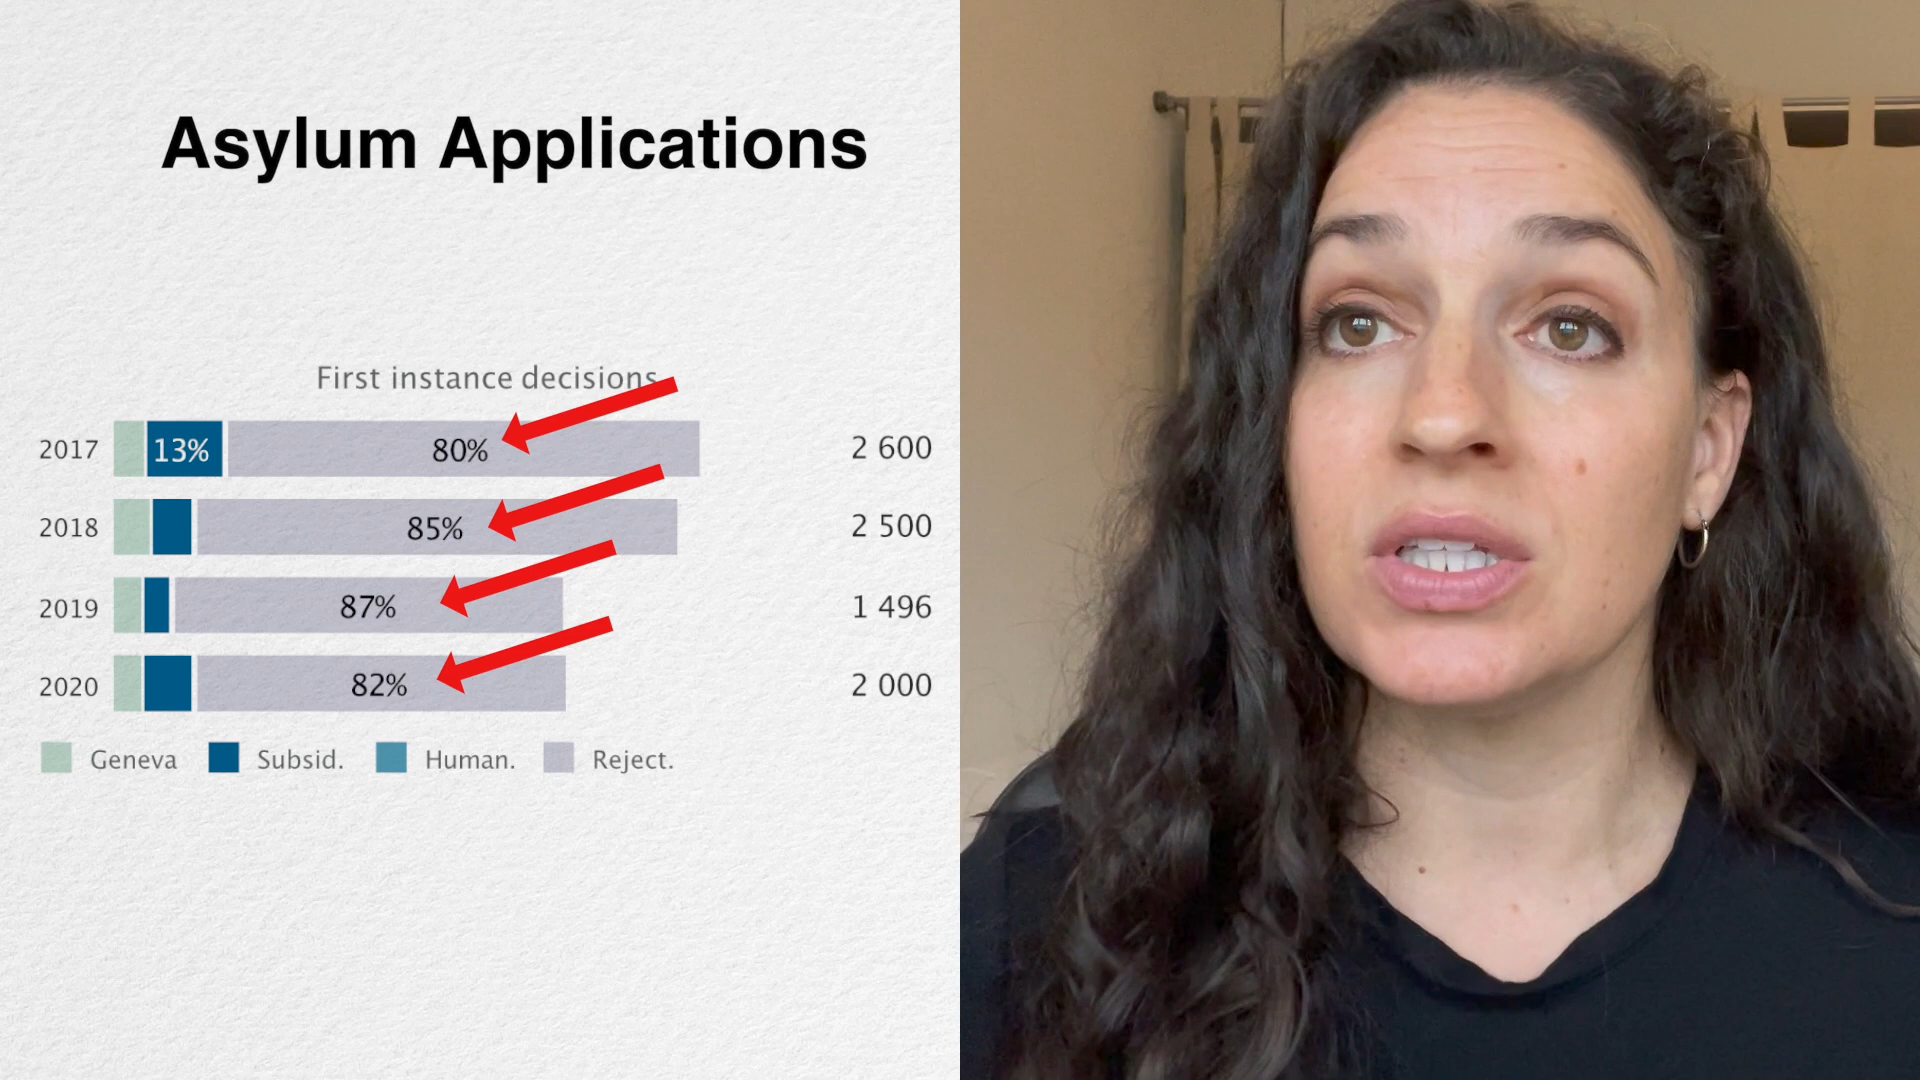 Asylum Applications
First instance decisions
2017 13% 80% 2 600
2018 85% 2 500
2019 87% 1 496
2020 82% 2 000
Geneva Subsid. Human. Reject.